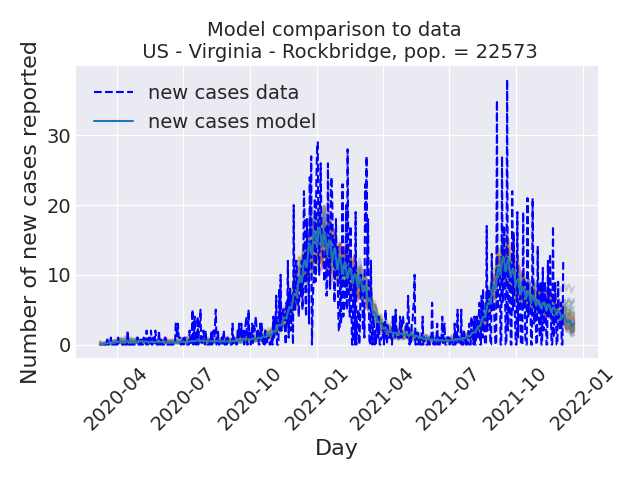 Model comparison to data
US - Virginia - Rockbridge, pop. = 22573
Number of new cases reported
new cases data
new cases model
30
20
10
0
2020-04
2020-07
2020-10
2021-01
2021-04
2021-07
2021-10
2022-01
Day